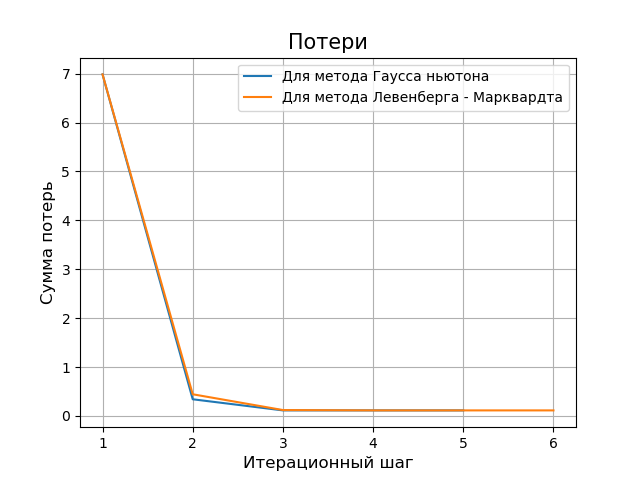 Потери
Для метода Гаусса ньютона
Для метода Левенберга - Марквардта
7
6
5
4
3
2
1
0
Сумма потерь
1 2 3 4 5 6
Итерационный шаг